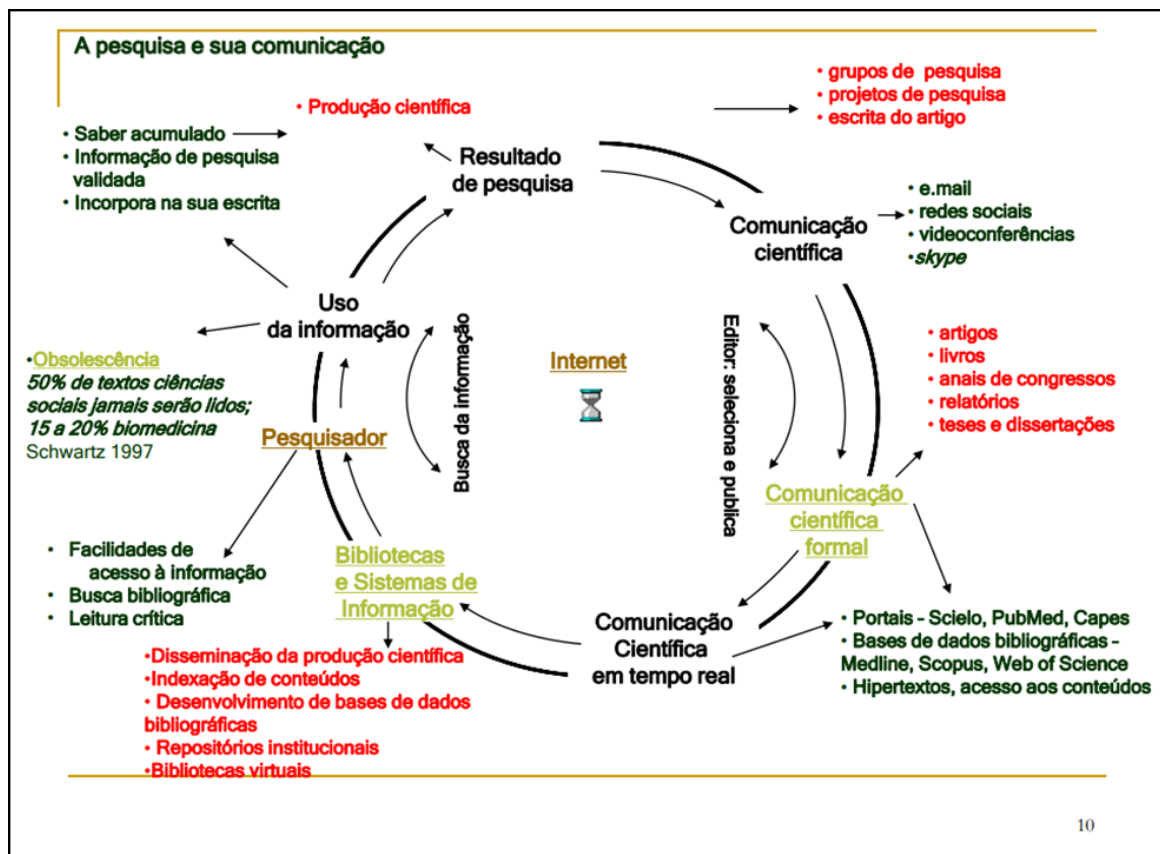 A pesquisa e sua comunicação
• grupos de pesquisa
• projetos de pesquisa
• escrita do artigo
• Produção científica
• Saber acumulado
• Informação de pesquisa
validada
• Incorpora na sua escrita
Resultado
de pesquisa
Comunicação
científica
• e.mail
• redes sociais
• videoconferências
•skype
Uso
da informação
Busca da informação
Internet
Editor: seleciona e publica
• artigos
• livros
• anais de congressos
• relatórios
• teses e dissertações
•Obsolescência
50% de textos ciências
sociais jamais serão lidos;
15 a 20% biomedicina
Schwartz 1997
Pesquisador
Comunicação
científica
formal
• Facilidades de
acesso à informação
• Busca bibliográfica
• Leitura crítica
Bibliotecas
e Sistemas de
Informação
Comunicação
Científica
em tempo real
• Portais – Scielo, PubMed, Capes
• Bases de dados bibliográficas –
Medline, Scopus, Web of Science
• Hipertextos, acesso aos conteúdos
•Disseminação da produção científica
•Indexação de conteúdos
• Desenvolvimento de bases de dados
bibliográficas
• Repositórios institucionais
•Bibliotecas virtuais
10